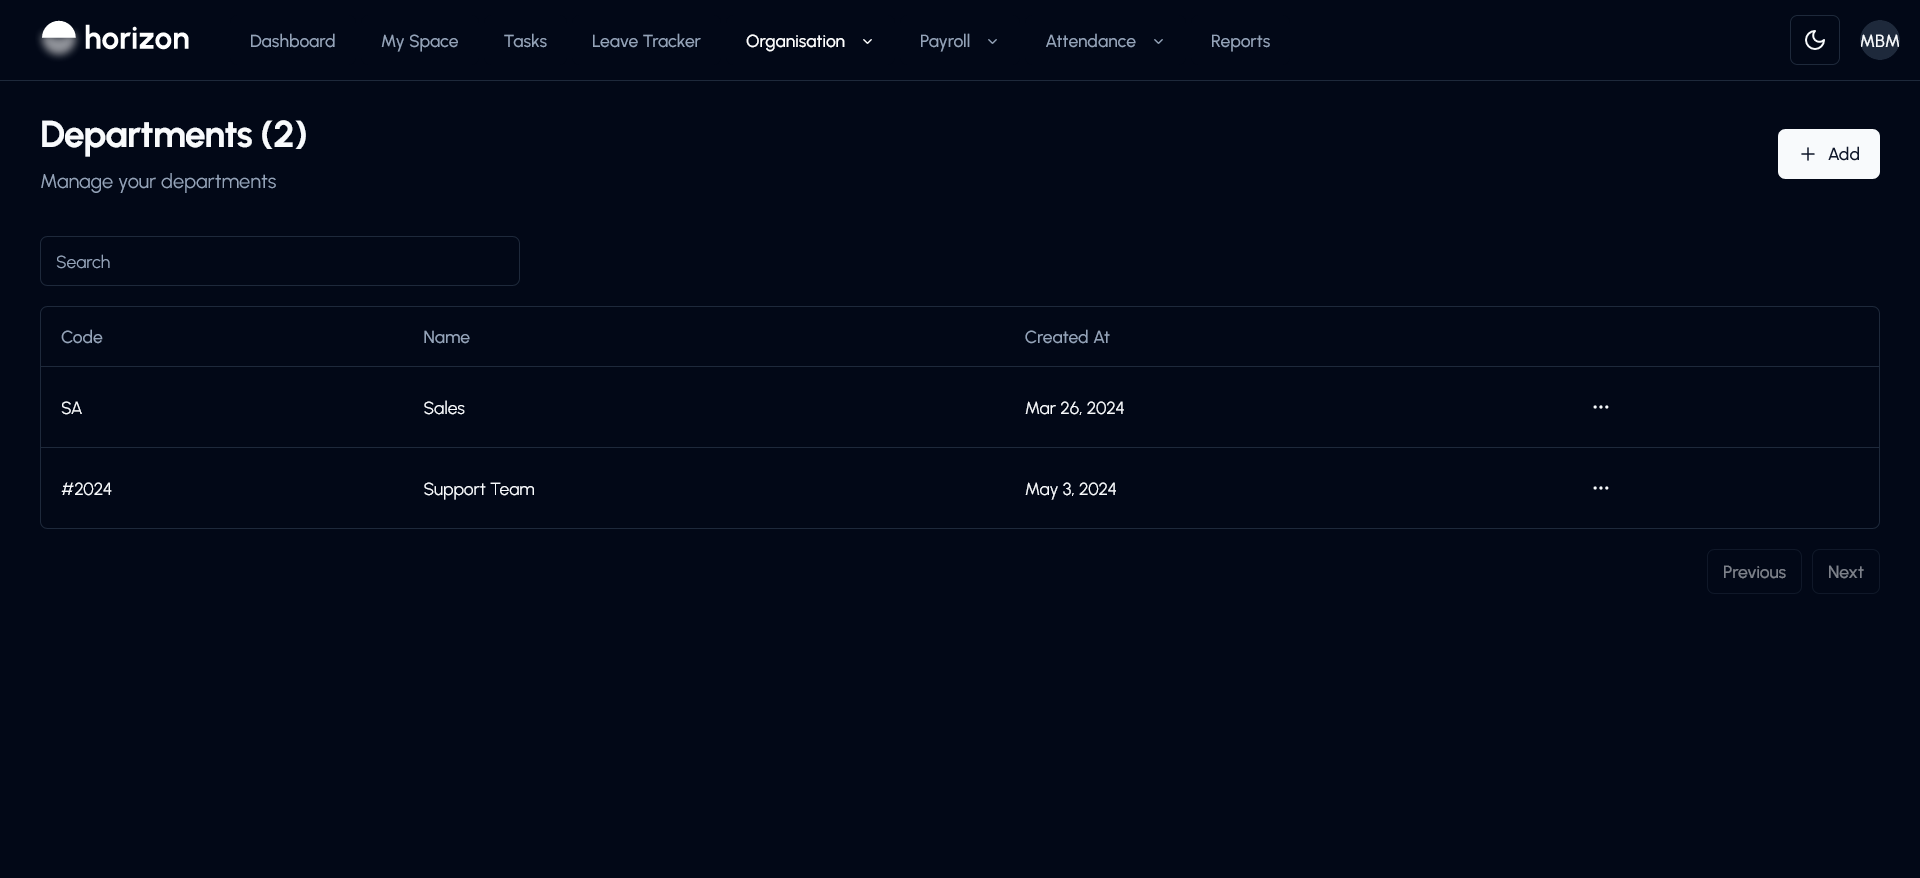 horizon Dashboard My Space Tasks Leave Tracker Organisation Payroll Attendance Reports MBM
Departments (2)
Manage your departments
+ Add
Search
Code Name Created At
SA Sales Mar 26, 2024 ...
#2024 Support Team May 3, 2024 ...
Previous Next